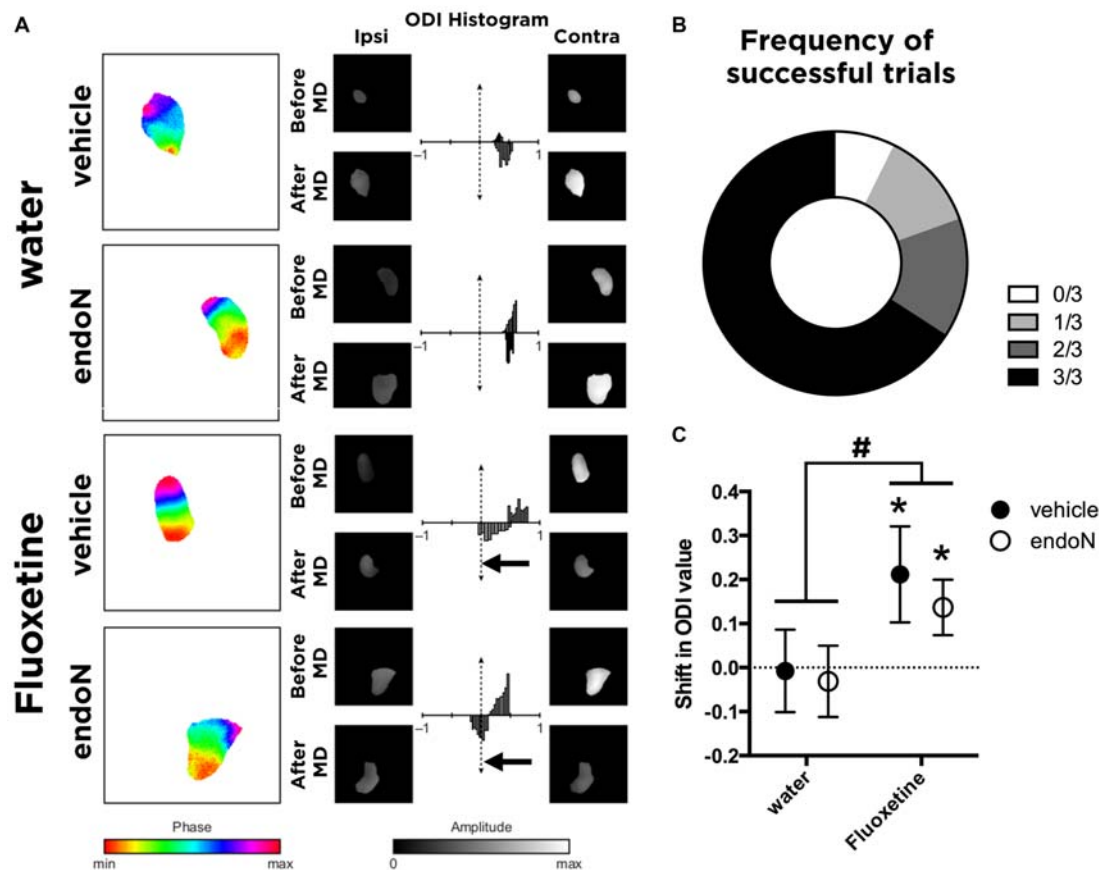 A
ODI Histogram
Ipsi
Contra
water
vehicle
Before
MD
-1
1
After
MD
endoN
Before
MD
-1
1
After
MD
Fluoxetine
vehicle
Before
MD
-1
1
After
MD
endoN
Before
MD
-1
1
After
MD
Phase
min
max
Amplitude
0
max
B
Frequency of
successful trials
0/3
1/3
2/3
3/3
C
#
Shift in ODI value
0.4
0.3
0.2
0.1
0.0
-0.1
-0.2
*
*
water
Fluoxetine
vehicle
endoN